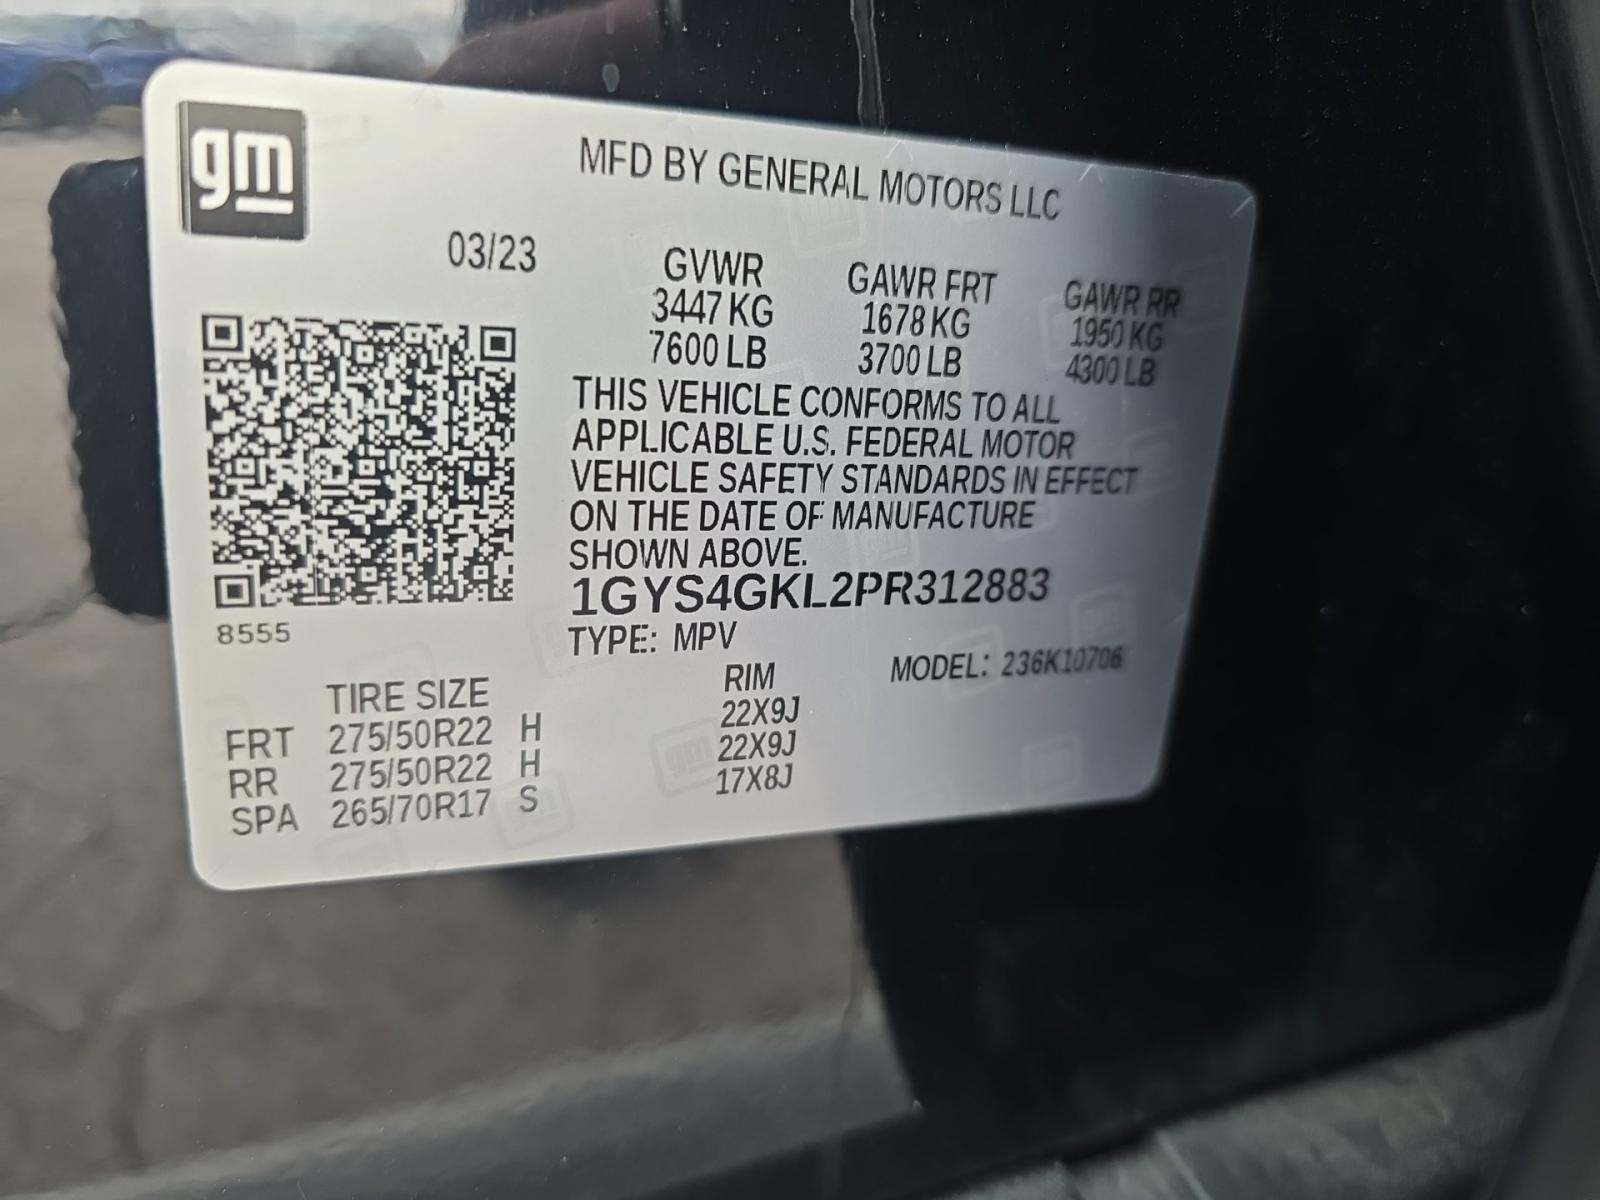 gm
MFD BY GENERAL MOTORS LLC
03/23
GVWR GAWR FRT GAWR RR
3447 KG 1678 KG 1950 KG
7600 LB 3700 LB 4300 LB
THIS VEHICLE CONFORMS TO ALL
APPLICABLE U.S. FEDERAL MOTOR
VEHICLE SAFETY STANDARDS IN EFFECT
ON THE DATE OF MANUFACTURE
SHOWN ABOVE.
1GYS4GKL2PR312883
8555
TYPE: MPV
MODEL: 236K10706
TIRE SIZE RIM
FRT 275/50R22 H 22X9J
RR 275/50R22 H 22X9J
SPA 265/70R17 S 17X8J